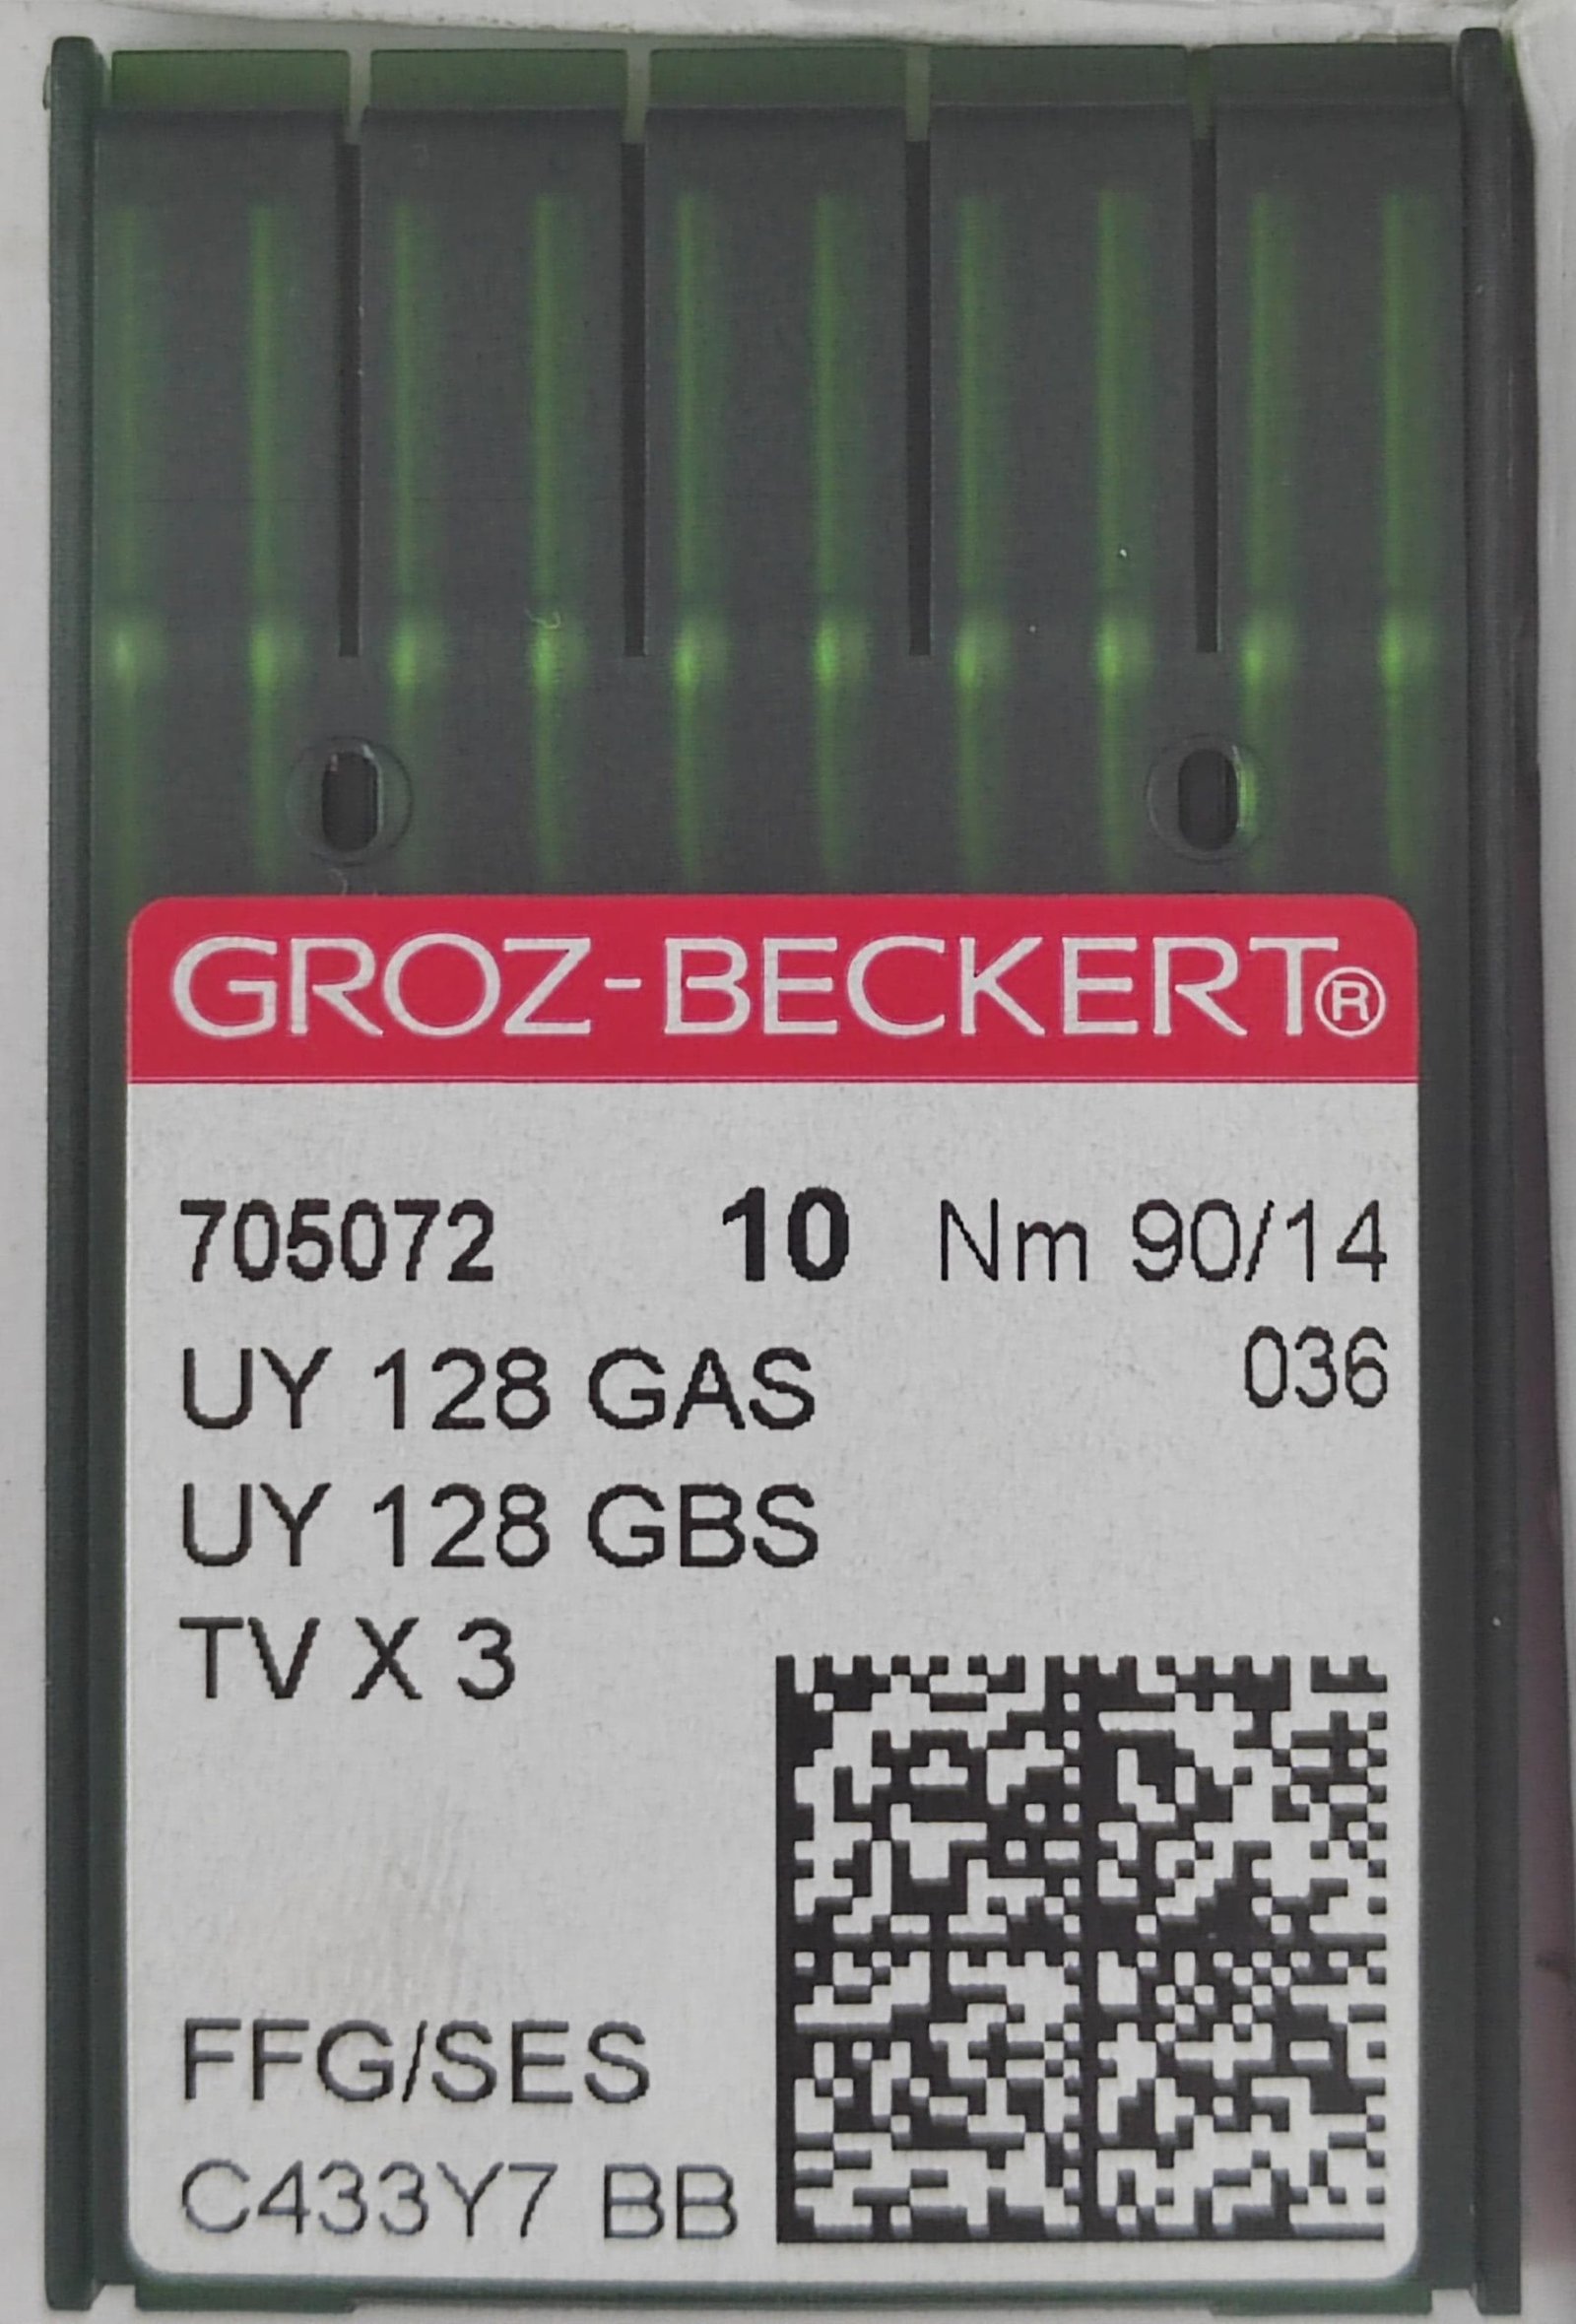 GROZ-BECKERT®
705072 10 Nm 90/14
036
UY 128 GAS
UY 128 GBS
TV X 3
FFG/SES
C433Y7 BB